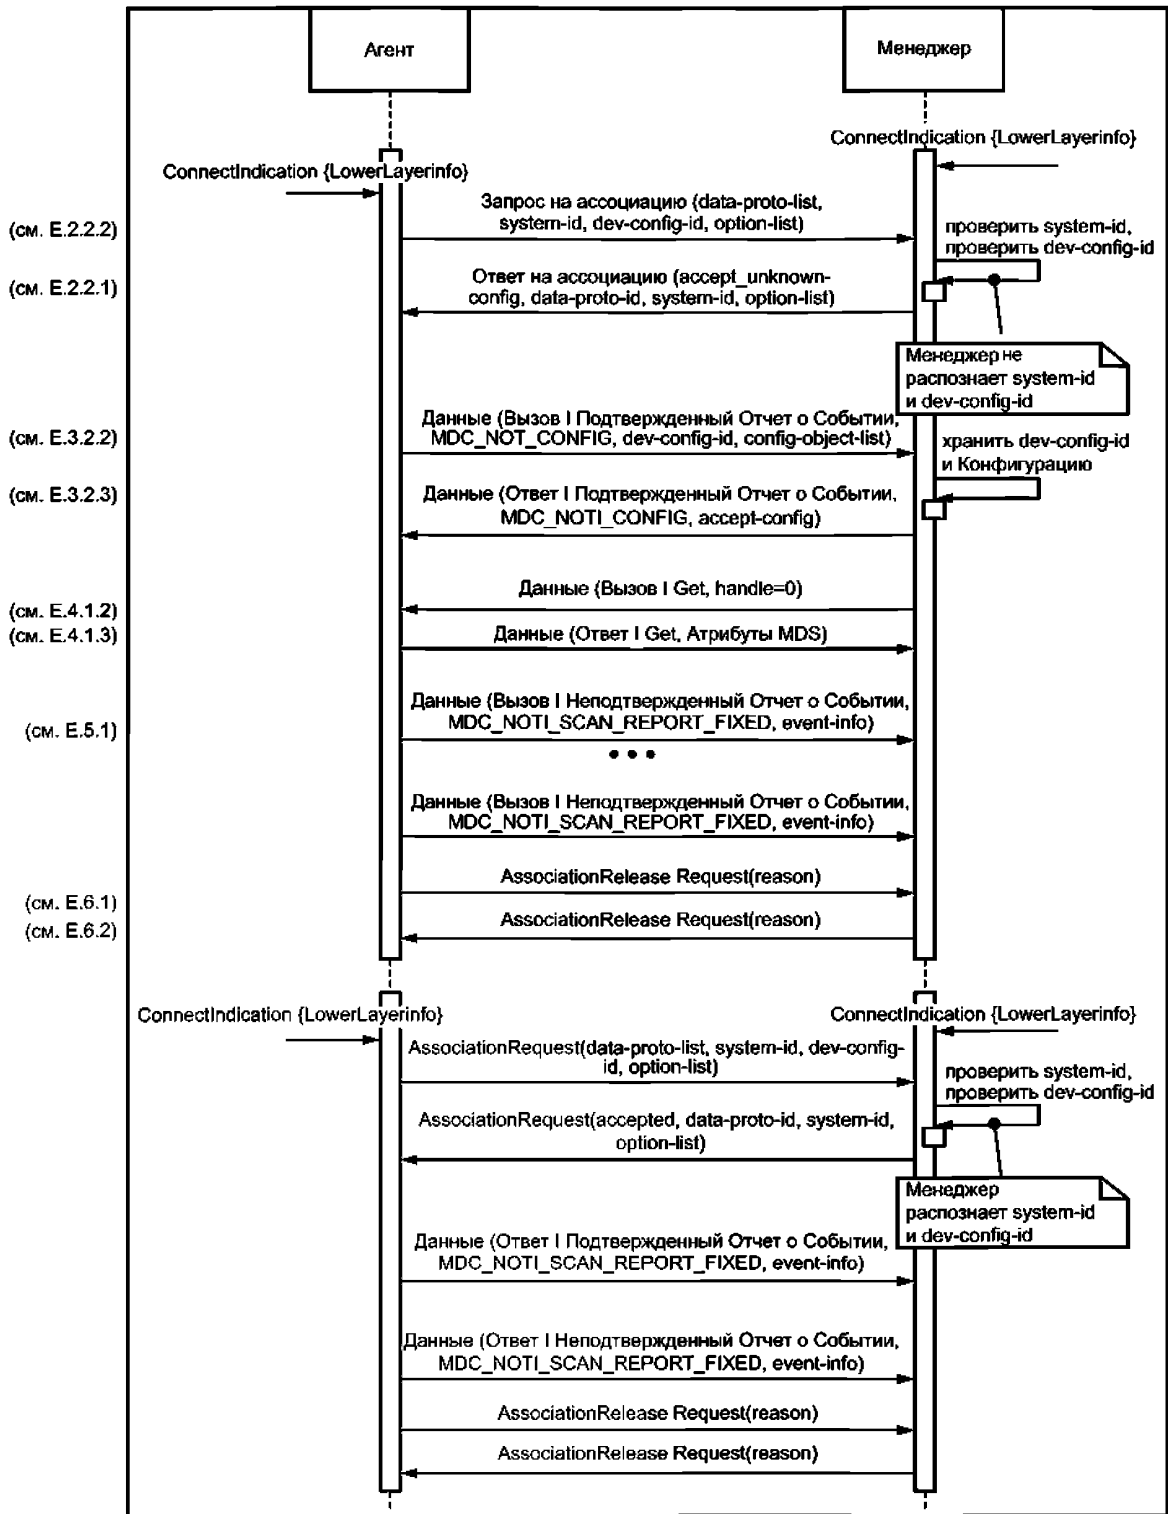 Агент
Менеджер
ConnectIndication {LowerLayerinfo}
ConnectIndication {LowerLayerinfo}
Запрос на ассоциацию (data-proto-list,
system-id, dev-config-id, option-list)
(см. Е.2.2.2)
проверить system-id,
проверить dev-config-id
Ответ на ассоциацию (accept_unknown-
config, data-proto-id, system-id, option-list)
(см. Е.2.2.1)
Менеджер не
распознает system-id
и dev-config-id
Данные (Вызов I Подтвержденный Отчет о Событии,
MDC_NOT_CONFIG, dev-config-id, config-object-list)
(см. Е.3.2.2)
хранить dev-config-id
и Конфигурацию
Данные (Ответ I Подтвержденный Отчет о Событии,
MDC_NOTI_CONFIG, accept-config)
(см. Е.3.2.3)
Данные (Вызов I Get, handle=0)
(см. Е.4.1.2)
Данные (Ответ I Get, Атрибуты MDS)
(см. Е.4.1.3)
Данные (Вызов I Неподтвержденный Отчет о Событии,
MDC_NOTI_SCAN_REPORT_FIXED, event-info)
(см. Е.5.1)
• • •
Данные (Вызов I Неподтвержденный Отчет о Событии,
MDC_NOTI_SCAN_REPORT_FIXED, event-info)
AssociationRelease Request(reason)
(см. Е.6.1)
AssociationRelease Request(reason)
(см. Е.6.2)
ConnectIndication {LowerLayerinfo}
ConnectIndication {LowerLayerinfo}
AssociationRequest(data-proto-list, system-id, dev-config-
id, option-list)
проверить system-id,
проверить dev-config-id
AssociationRequest(accepted, data-proto-id, system-id,
option-list)
Менеджер
распознает system-id
и dev-config-id
Данные (Ответ I Подтвержденный Отчет о Событии,
MDC_NOTI_SCAN_REPORT_FIXED, event-info)
Данные (Ответ I Неподтвержденный Отчет о Событии,
MDC_NOTI_SCAN_REPORT_FIXED, event-info)
AssociationRelease Request(reason)
AssociationRelease Request(reason)